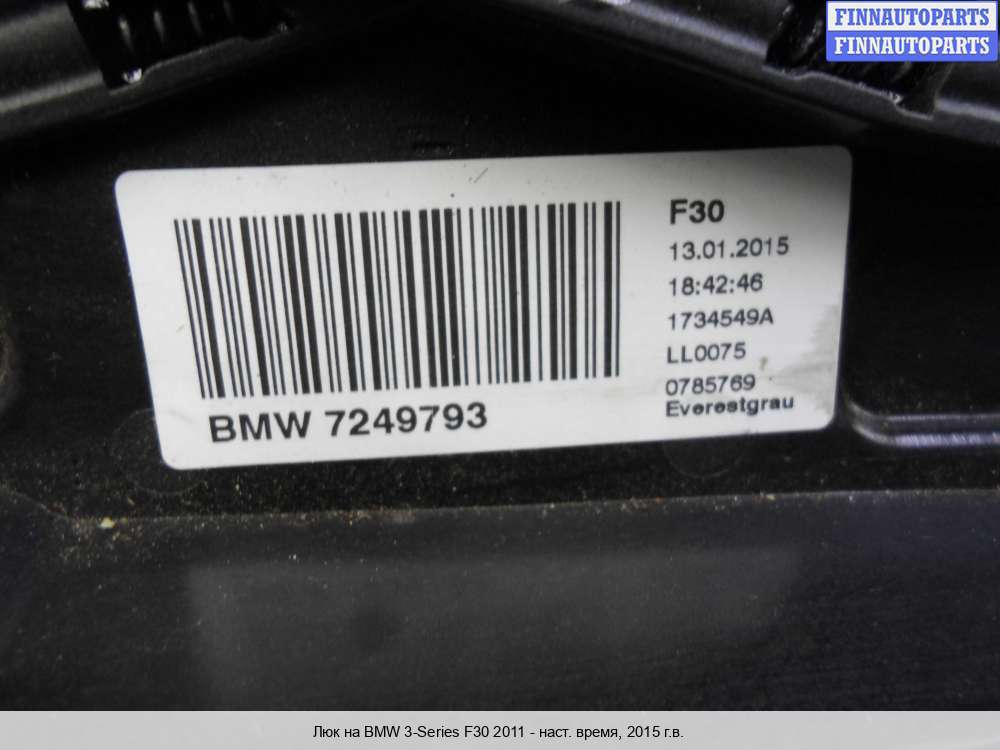 FINNAUTOPARTS
FINNAUTOPARTS
F30
13.01.2015
18:42:46
1734549A
LL0075
0785769
Everestgrau
BMW 7249793
Люк на BMW 3-Series F30 2011 - наст. время, 2015 г.в.